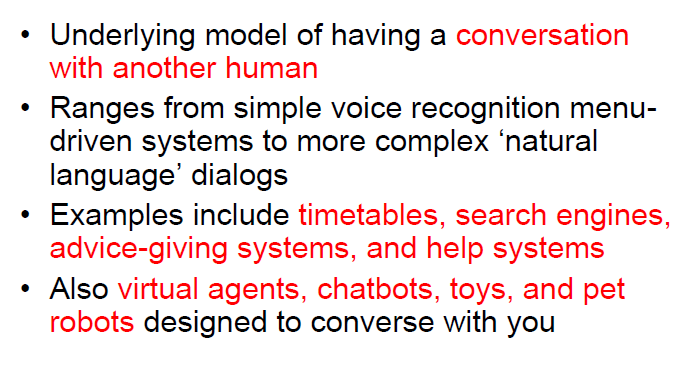 • Underlying model of having a conversation
with another human
• Ranges from simple voice recognition menu-
driven systems to more complex ‘natural
language’ dialogs
• Examples include timetables, search engines,
advice-giving systems, and help systems
• Also virtual agents, chatbots, toys, and pet
robots designed to converse with you